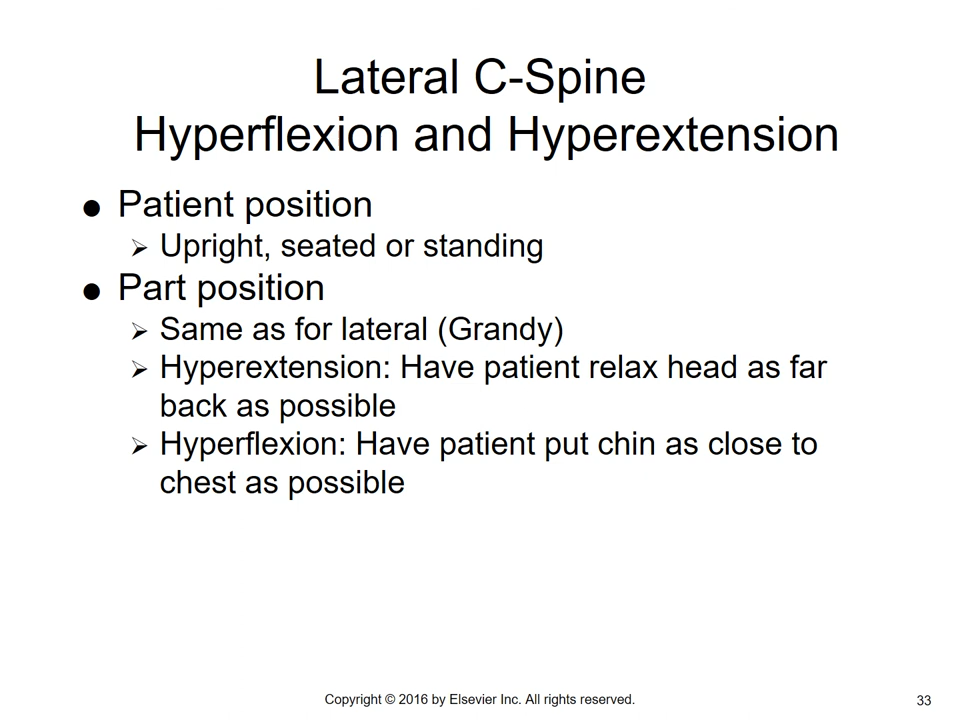 Lateral C-Spine
Hyperflexion and Hyperextension
● Patient position
➢ Upright, seated or standing
● Part position
➢ Same as for lateral (Grandy)
➢ Hyperextension: Have patient relax head as far
back as possible
➢ Hyperflexion: Have patient put chin as close to
chest as possible
Copyright © 2016 by Elsevier Inc. All rights reserved.
33